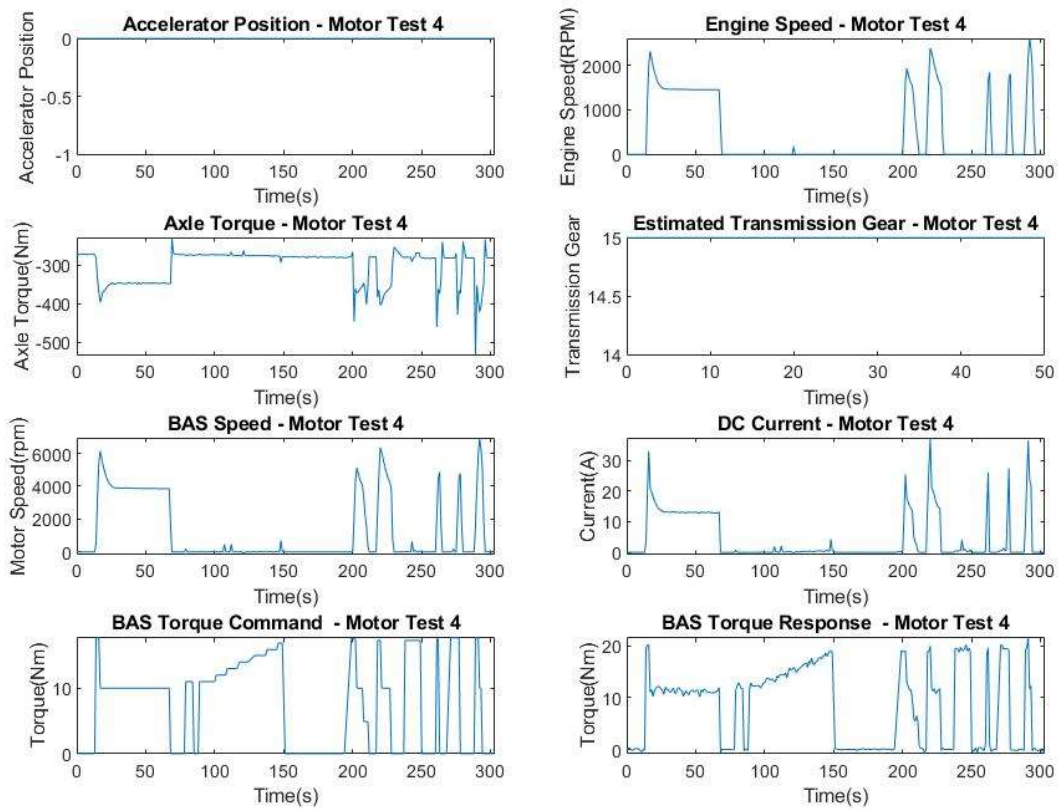 Accelerator Position - Motor Test 4
Accelerator Position
0
-0.5
-1
0 50 100 150 200 250 300
Time(s)
Engine Speed - Motor Test 4
Engine Speed(RPM)
2000
1000
0
0 50 100 150 200 250 300
Time(s)
Axle Torque - Motor Test 4
Axle Torque(Nm)
-300
-400
-500
0 50 100 150 200 250 300
Time(s)
Estimated Transmission Gear - Motor Test 4
Transmission Gear
15
14.5
14
0 10 20 30 40 50
Time(s)
BAS Speed - Motor Test 4
Motor Speed(rpm)
6000
4000
2000
0
0 50 100 150 200 250 300
Time(s)
DC Current - Motor Test 4
Current(A)
30
20
10
0
0 50 100 150 200 250 300
Time(s)
BAS Torque Command - Motor Test 4
Torque(Nm)
10
0
0 50 100 150 200 250 300
Time(s)
BAS Torque Response - Motor Test 4
Torque(Nm)
20
10
0
0 50 100 150 200 250 300
Time(s)